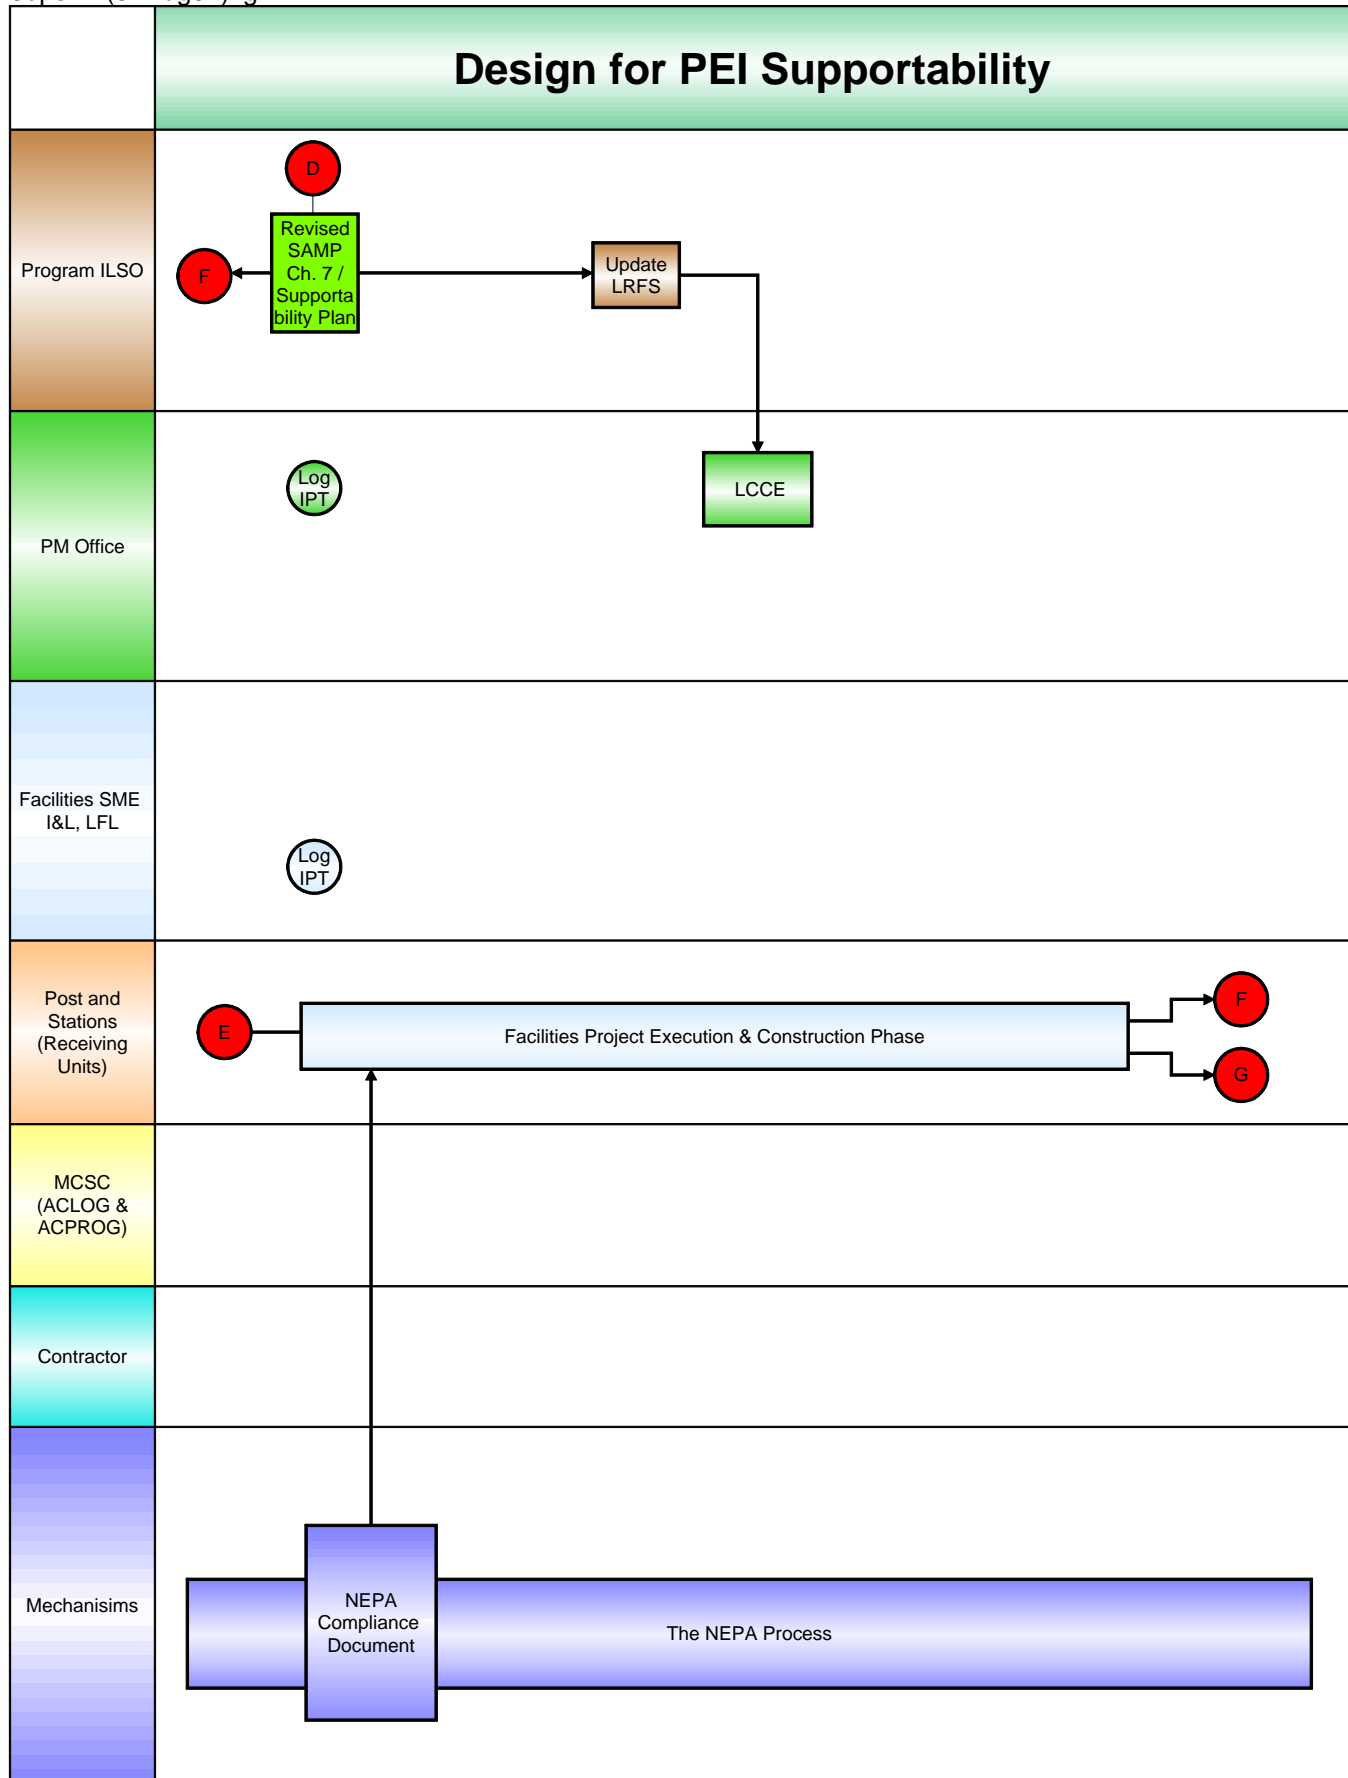 Design for PEI Supportability
Program ILSO
D
F
Revised
SAMP
Ch. 7 /
Supporta
bility Plan
Update
LRFS
PM Office
Log
IPT
LCCE
Facilities SME
I&L, LFL
Log
IPT
Post and
Stations
(Receiving
Units)
E
Facilities Project Execution & Construction Phase
F
G
MCSC
(ACLOG &
ACPROG)
Contractor
Mechanisims
NEPA
Compliance
Document
The NEPA Process